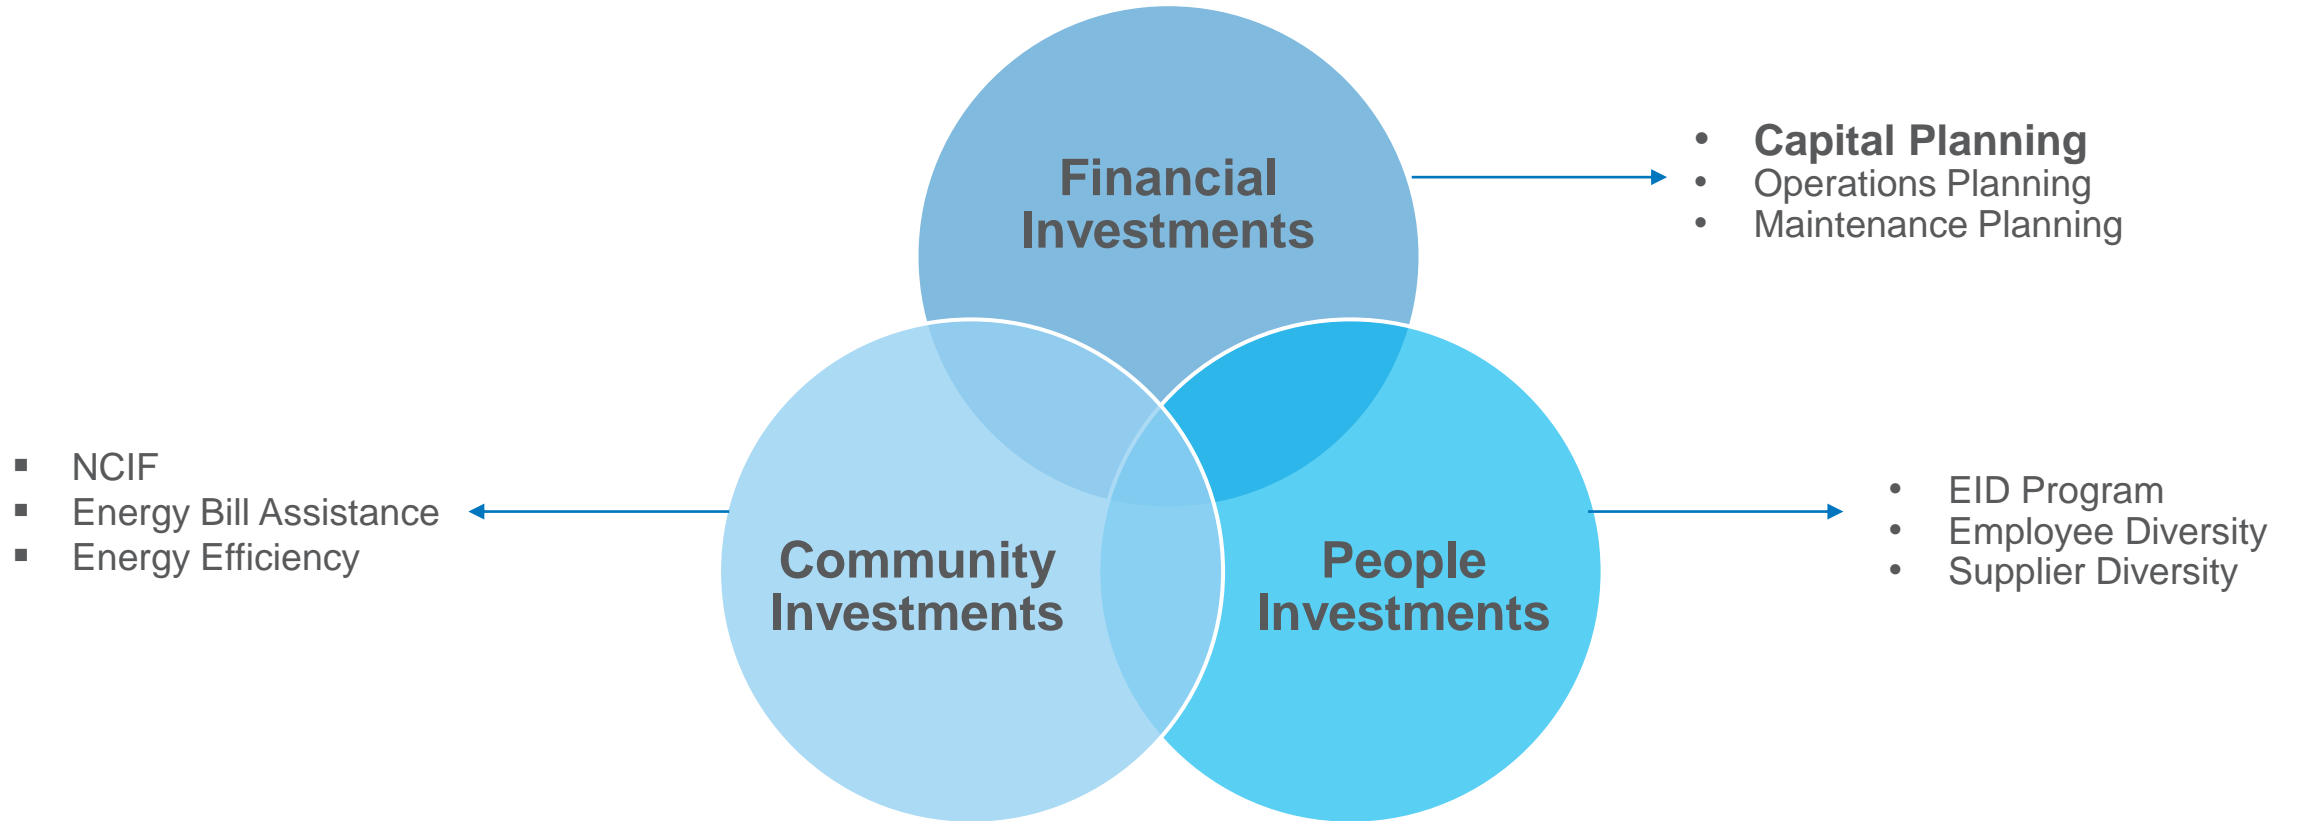 Financial
Investments
• Capital Planning
• Operations Planning
• Maintenance Planning
▪ NCIF
▪ Energy Bill Assistance
▪ Energy Efficiency
Community
Investments
People
Investments
• EID Program
• Employee Diversity
• Supplier Diversity